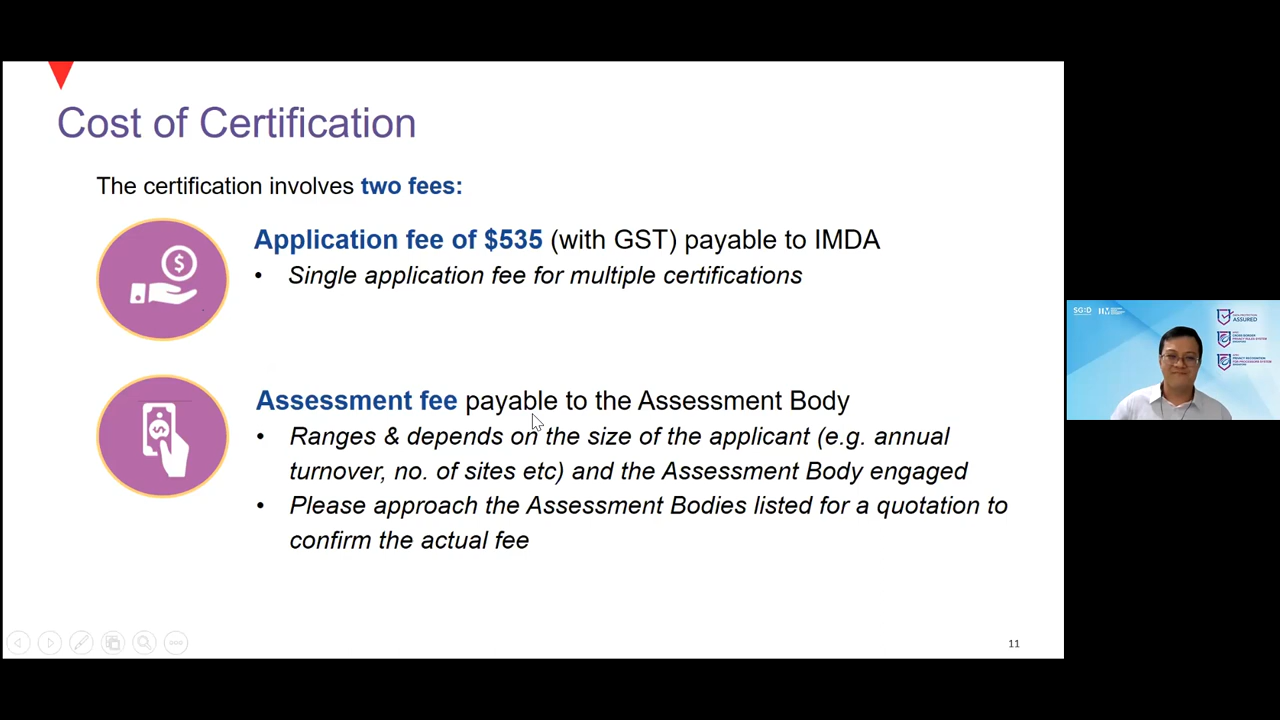 Cost of Certification
The certification involves two fees:
Application fee of $535 (with GST) payable to IMDA
• Single application fee for multiple certifications
Assessment fee payable to the Assessment Body
• Ranges & depends on the size of the applicant (e.g. annual
turnover, no. of sites etc) and the Assessment Body engaged
• Please approach the Assessment Bodies listed for a quotation to
confirm the actual fee
11
SG:D
ASSURED